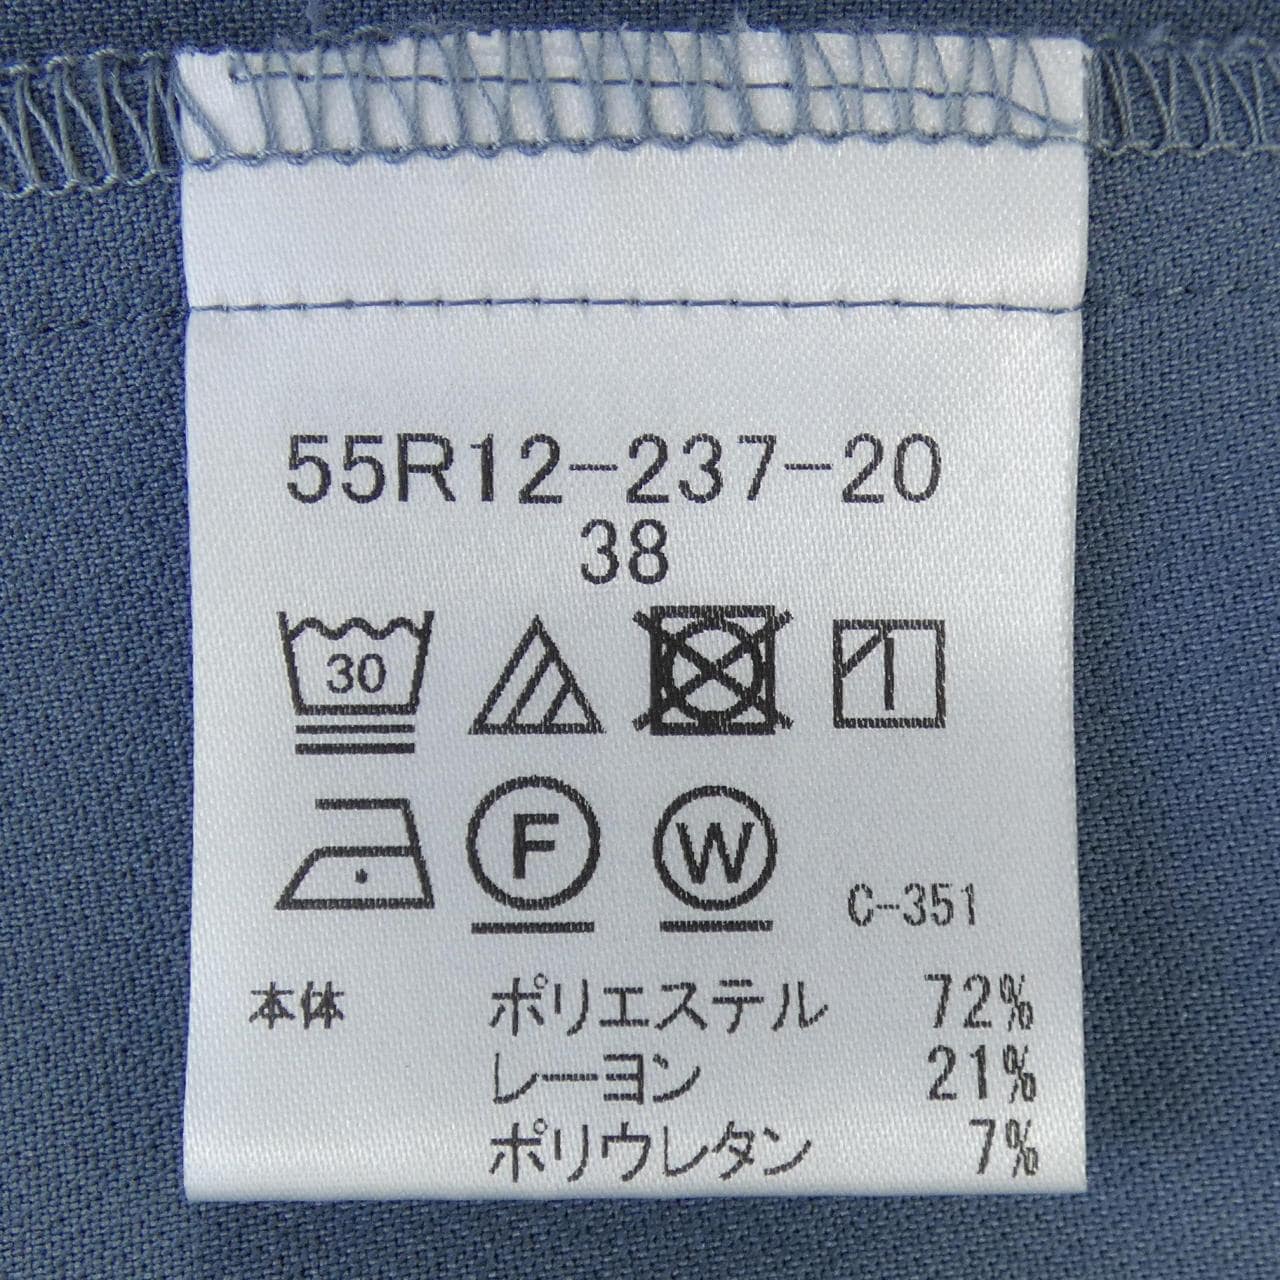 55R12-237-20
38
30
F W C-351
本体 ポリエステル 72%
レーヨン 21%
ポリウレタン 7%